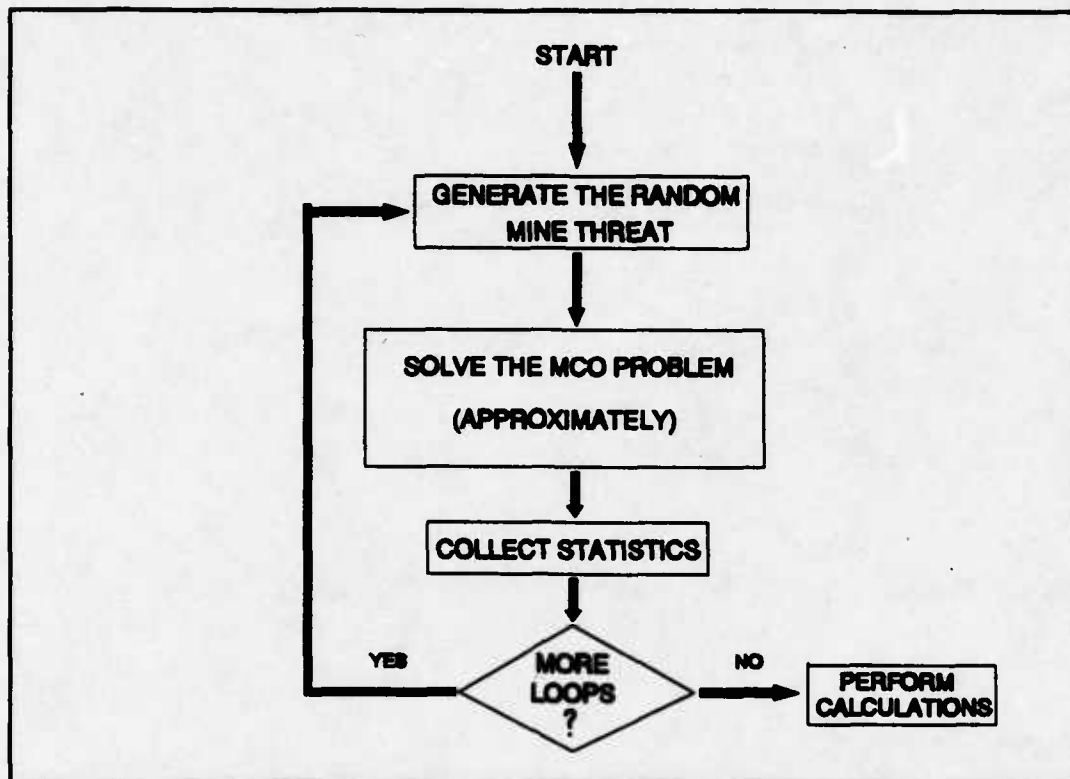 START
GENERATE THE RANDOM
MINE THREAT
SOLVE THE MCO PROBLEM
(APPROXIMATELY)
COLLECT STATISTICS
MORE
LOOPS
?
YES
NO
PERFORM
CALCULATIONS